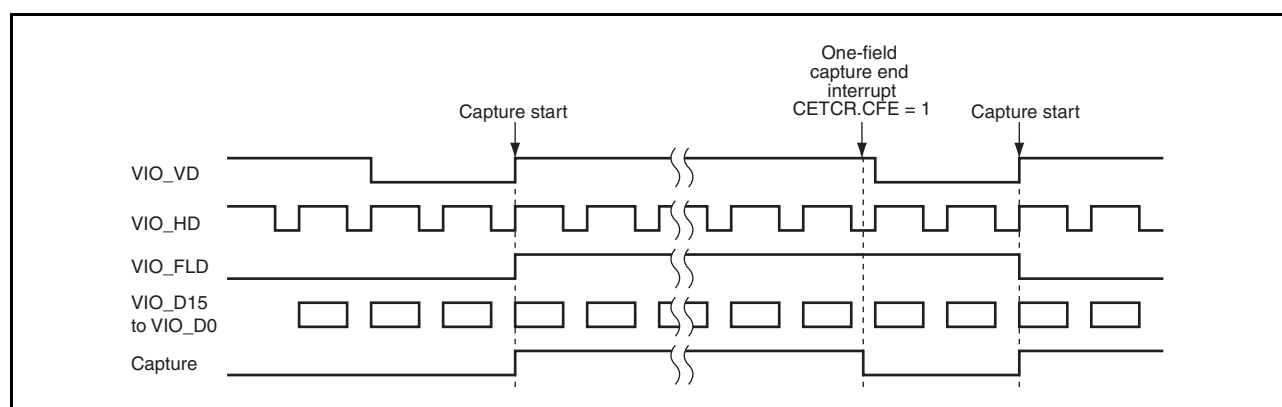 One-field
capture end
interrupt
CETCR.CFE = 1
Capture start
Capture start
VIO_VD
VIO_HD
VIO_FLD
VIO_D15
to VIO_D0
Capture